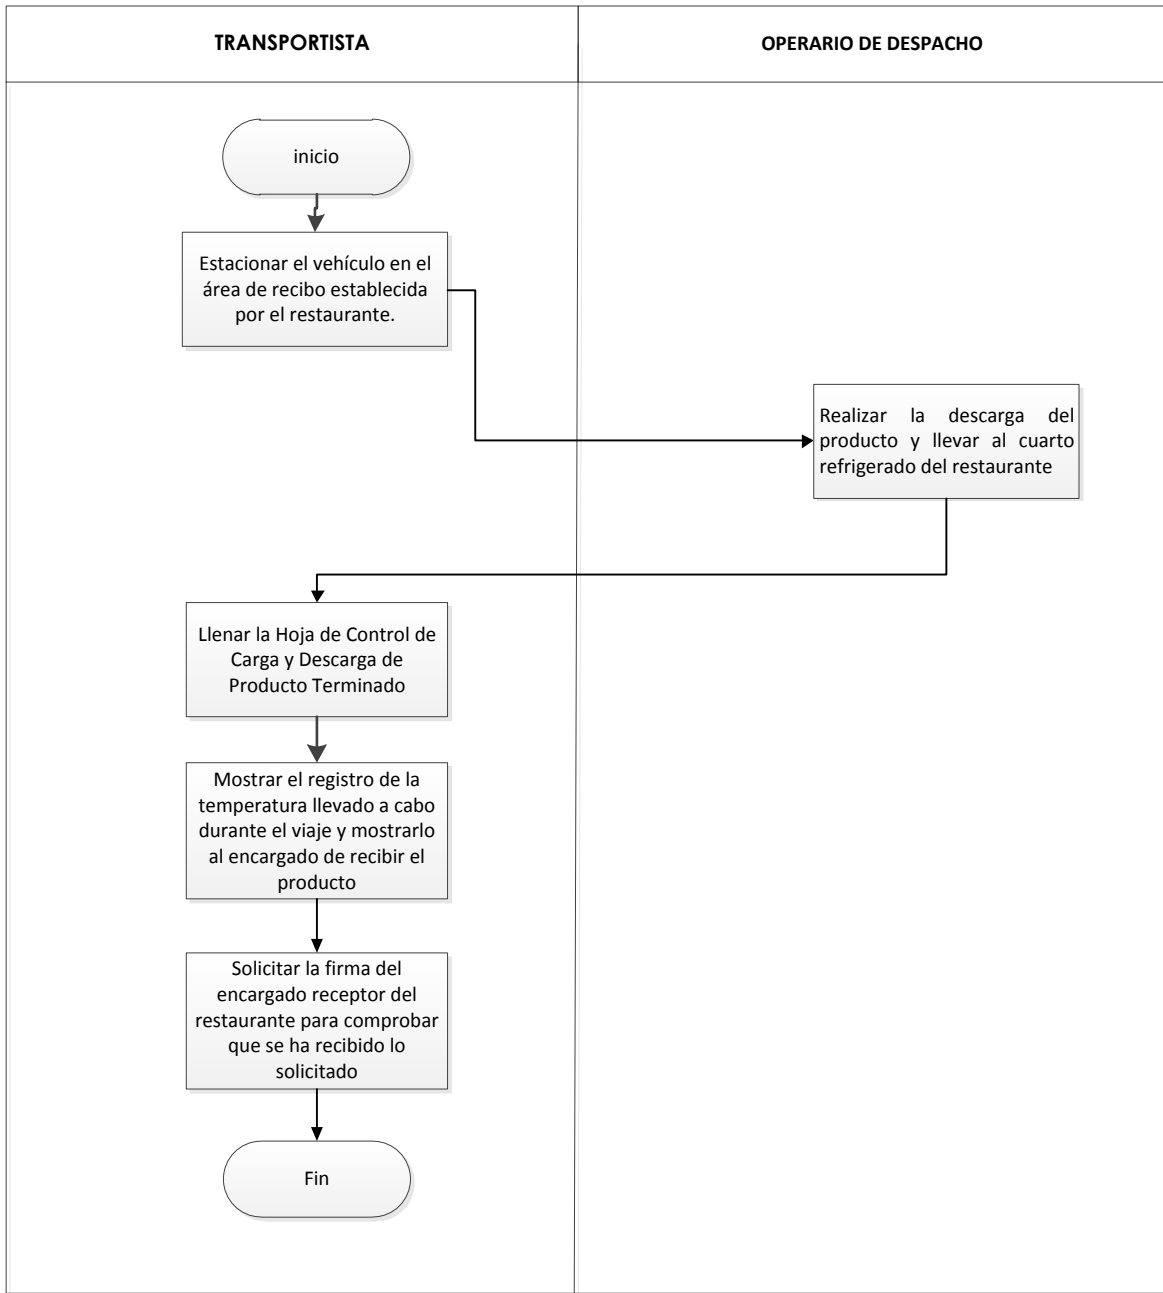 TRANSPORTISTA
OPERARIO DE DESPACHO
inicio
Estacionar el vehículo en el
área de recibo establecida
por el restaurante.
Realizar la descarga del
producto y llevar al cuarto
refrigerado del restaurante
Llenar la Hoja de Control de
Carga y Descarga de
Producto Terminado
Mostrar el registro de la
temperatura llevado a cabo
durante el viaje y mostrarlo
al encargado de recibir el
producto
Solicitar la firma del
encargado receptor del
restaurante para comprobar
que se ha recibido lo
solicitado
Fin